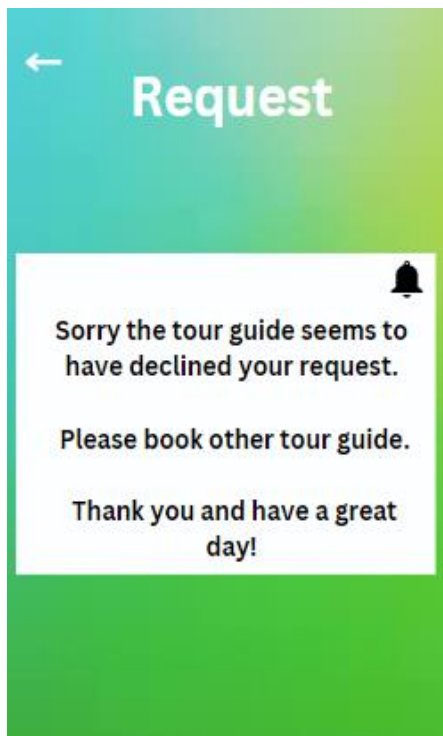 Request
Sorry the tour guide seems to
have declined your request.
Please book other tour guide.
Thank you and have a great
day!